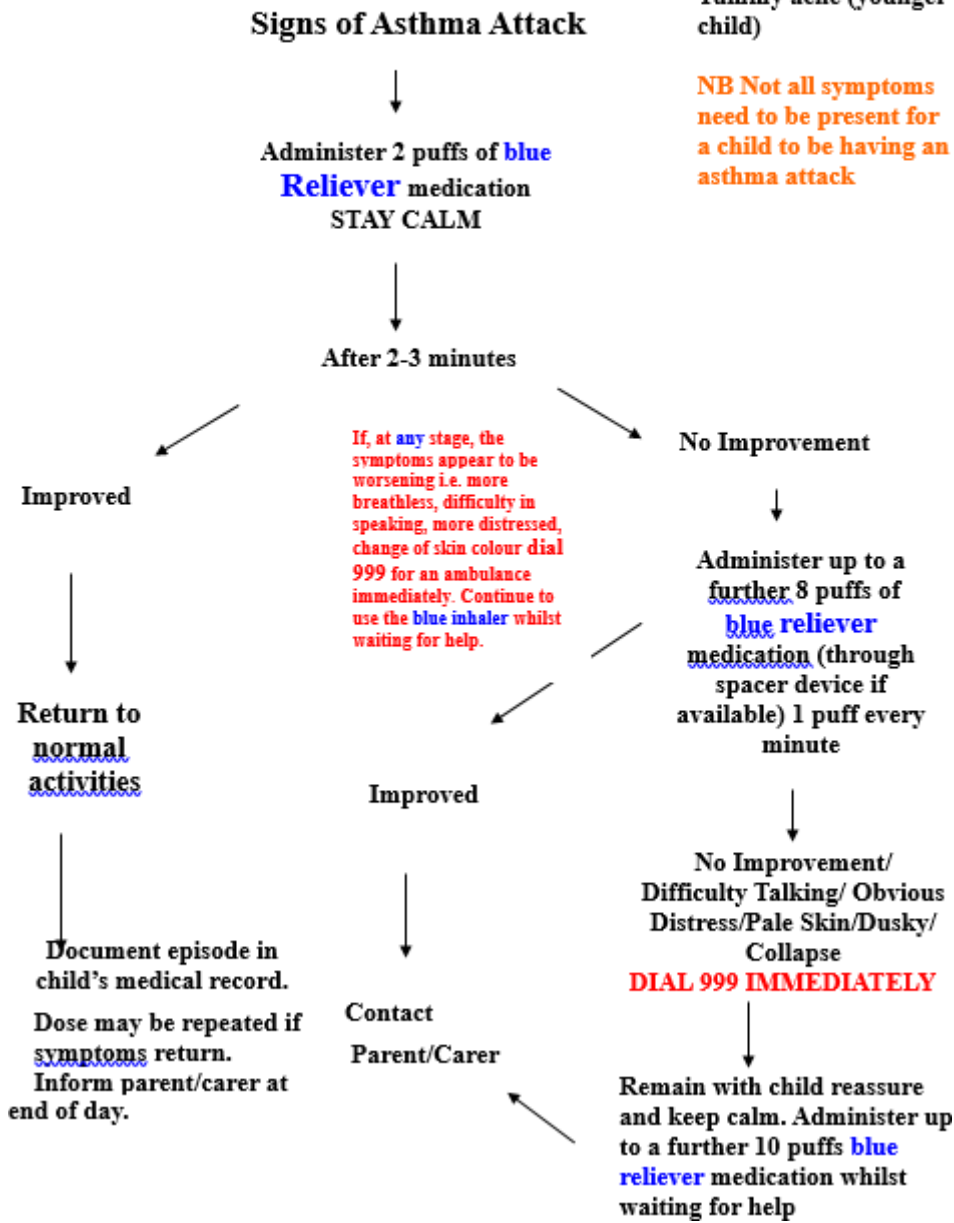 Tummy ache (younger
child)
NB Not all symptoms
need to be present for
a child to be having an
asthma attack
Signs of Asthma Attack
Administer 2 puffs of blue
Reliever medication
STAY CALM
After 2-3 minutes
If, at any stage, the
symptoms appear to be
worsening i.e. more
breathless, difficulty in
speaking, more distressed,
change of skin colour dial
999 for an ambulance
immediately. Continue to
use the blue inhaler whilst
waiting for help.
No Improvement
Improved
Administer up to a
further 8 puffs of
blue reliever
medication (through
spacer device if
available) 1 puff every
minute
Return to
normal
activities
Improved
No Improvement/
Difficulty Talking/ Obvious
Distress/Pale Skin/Dusky/
Collapse
DIAL 999 IMMEDIATELY
Document episode in
child's medical record.
Dose may be repeated if
symptoms return.
Inform parent/carer at
end of day.
Contact
Parent/Carer
Remain with child reassure
and keep calm. Administer up
to a further 10 puffs blue
reliever medication whilst
waiting for help